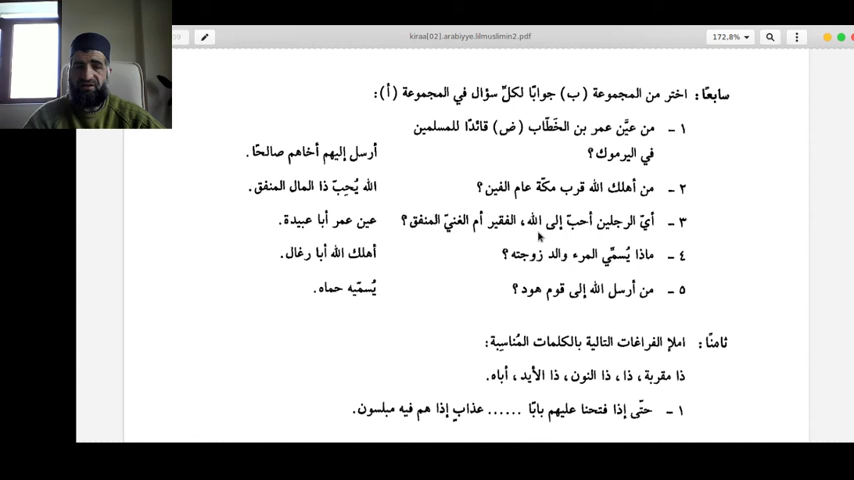 kiraa[02].arabiyye.lilmuslimin2.pdf
172,8%
سابعًا: اختر من المجموعة (ب) جوابًا لكلّ سؤال في المجموعة (أ):
١ - من عيَّن عمر بن الخَطّاب (ض) قائدًا للمسلمين
في اليرموك؟ أرسل إليهم أخاهم صالحًا.
٢ - من أهلك الله قرب مكّة عام الفين؟ الله يُحِبّ ذا المال المنفق.
٣ - أيّ الرجلين أحبّ إلى الله، الفقير أم الغنيّ المنفق؟ عين عمر أبا عبيدة.
٤ - ماذا يُسمِّي المرء والد زوجته؟ أهلك الله أبا رغال.
٥ - من أرسل الله إلى قوم هود؟ يُسمّيه حماه.
ثامنًا: املإ الفراغات التالية بالكلمات المُناسِبة:
ذا مقربة، ذا، ذا النون، ذا الأيد، أباه.
١ - حتّى إذا فتحنا عليهم بابًا ...... عذابٍ إذا هم فيه مبلسون.